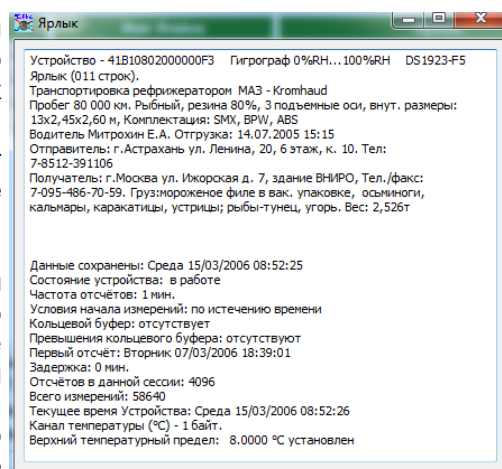 Ярлык
Устройство - 41B10802000000F3 Гигрограф 0%RH...100%RH DS1923-F5
Ярлык (011 строк).
Транспортировка рефрижератором МАЗ - Kromhaud
Пробег 80 000 км. Рыбный, резина 80%, 3 подъемные оси, внут. размеры:
13х2,45х2,60 м, Комплектация: SMX, BPW, ABS
Водитель Митрохин Е.А. Отгрузка: 14.07.2005 15:15
Отправитель: г.Астрахань ул. Ленина, 20, 6 этаж, к. 10. Тел:
7-8512-391106
Получатель: г.Москва ул. Ижорская д. 7, здание ВНИРО, Тел./факс:
7-095-486-70-59. Груз:мороженое филе в вак. упаковке, осьминоги,
кальмары, каракатицы, устрицы; рыбы-тунец, угорь. Вес: 2,526т
Данные сохранены: Среда 15/03/2006 08:52:25
Состояние устройства: в работе
Частота отсчётов: 1 мин.
Условия начала измерений: по истечению времени
Кольцевой буфер: отсутствует
Превышения кольцевого буфера: отсутствуют
Первый отсчёт: Вторник 07/03/2006 18:39:01
Задержка: 0 мин.
Отсчётов в данной сессии: 4096
Всего измерений: 58640
Текущее время Устройства: Среда 15/03/2006 08:52:26
Канал температуры (°C) - 1 байт.
Верхний температурный предел: 8.0000 °C установлен